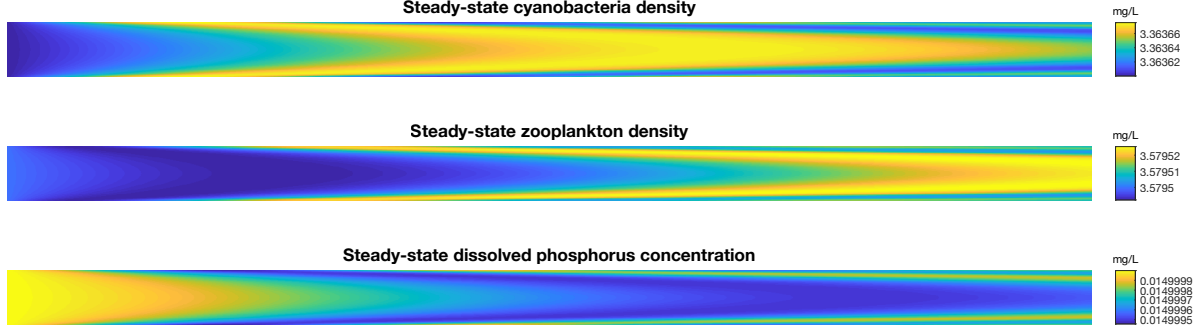 Steady-state cyanobacteria density
mg/L
3.36366
3.36364
3.36362
Steady-state zooplankton density
mg/L
3.57952
3.57951
3.5795
Steady-state dissolved phosphorus concentration
mg/L
0.0149999
0.0149998
0.0149997
0.0149996
0.0149995